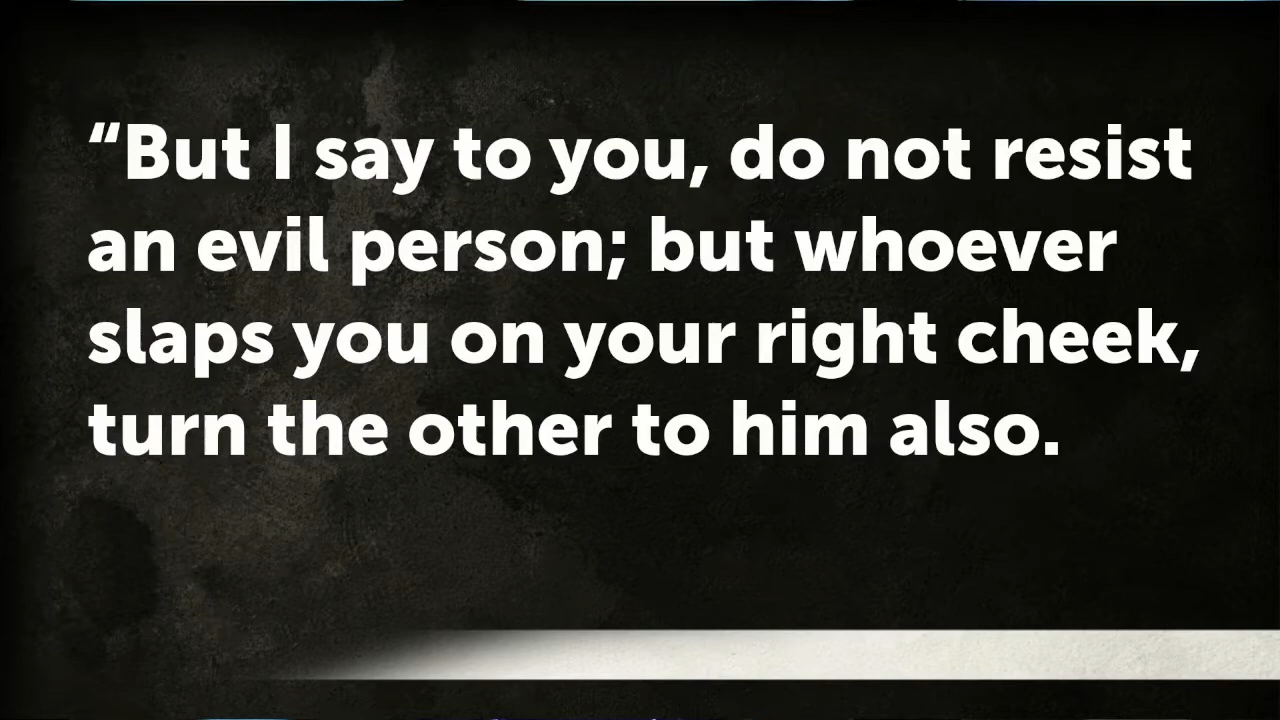 “But I say to you, do not resist
an evil person; but whoever
slaps you on your right cheek,
turn the other to him also.